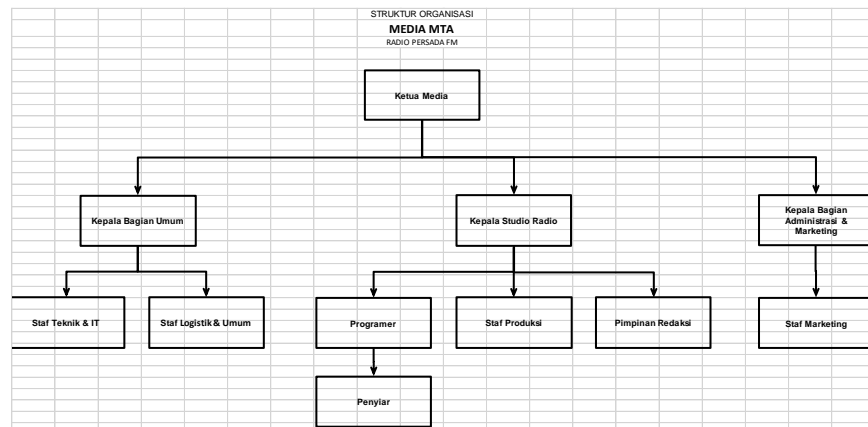 STRUKTUR ORGANISASI
MEDIA MTA
RADIO PERSADA FM
Ketua Media
Kepala Bagian Umum
Kepala Studio Radio
Kepala Bagian
Administrasi &
Marketing
Staf Teknik & IT
Staf Logistik & Umum
Programer
Staf Produksi
Pimpinan Redaksi
Staf Marketing
Penyiar